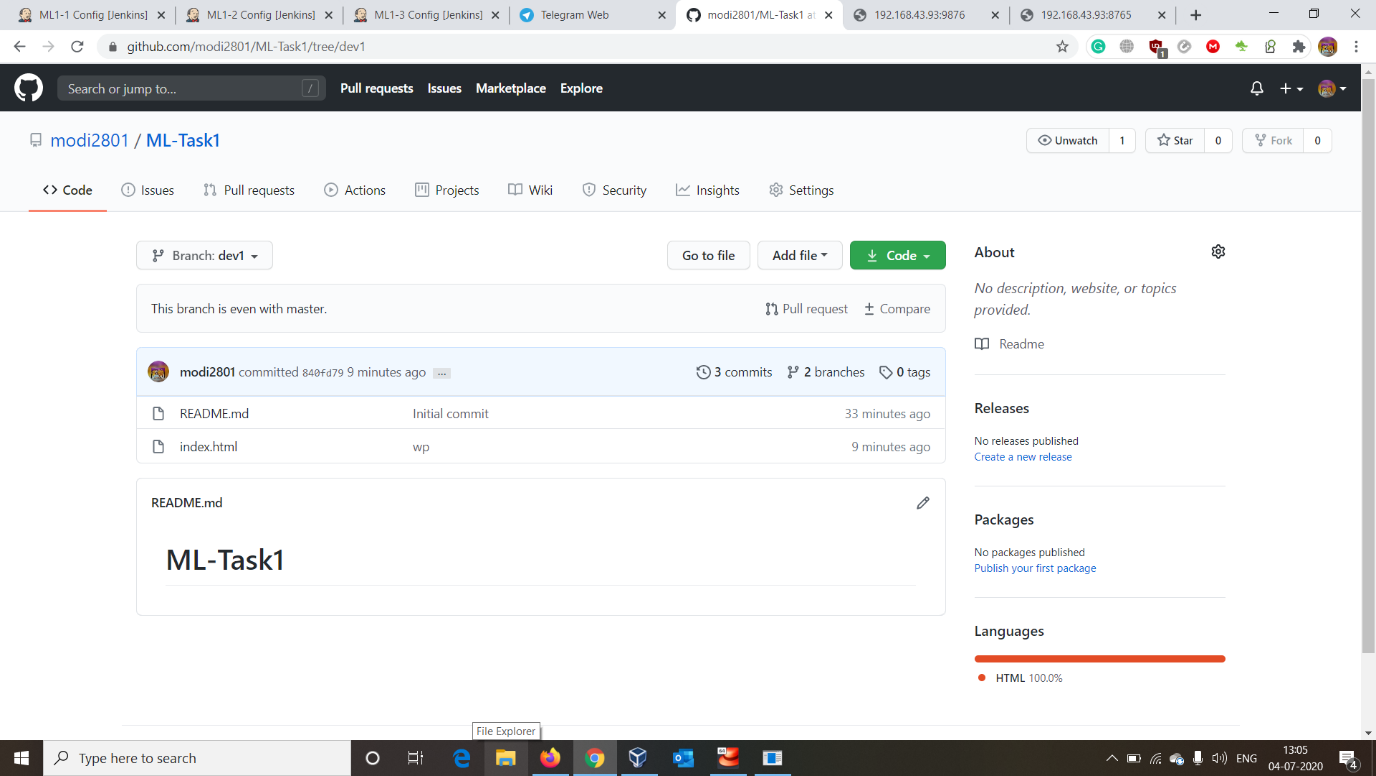 ML1-1 Config [Jenkins]
ML1-2 Config [Jenkins]
ML1-3 Config [Jenkins]
Telegram Web
modi2801/ML-Task1 at
192.168.43.93:9876
192.168.43.93:8765
github.com/modi2801/ML-Task1/tree/dev1
1
Search or jump to...
/
Pull requests
Issues
Marketplace
Explore
modi2801 / ML-Task1
Unwatch 1
Star 0
Fork 0
Code
Issues
Pull requests
Actions
Projects
Wiki
Security
Insights
Settings
Branch: dev1
Go to file
Add file
Code
This branch is even with master.
Pull request
Compare
modi2801 committed 840fd79 9 minutes ago ...
3 commits
2 branches
0 tags
README.md Initial commit 33 minutes ago
index.html wp 9 minutes ago
README.md
ML-Task1
About
No description, website, or topics
provided.
Readme
Releases
No releases published
Create a new release
Packages
No packages published
Publish your first package
Languages
HTML 100.0%
File Explorer
Type here to search
ENG
13:05
04-07-2020
4